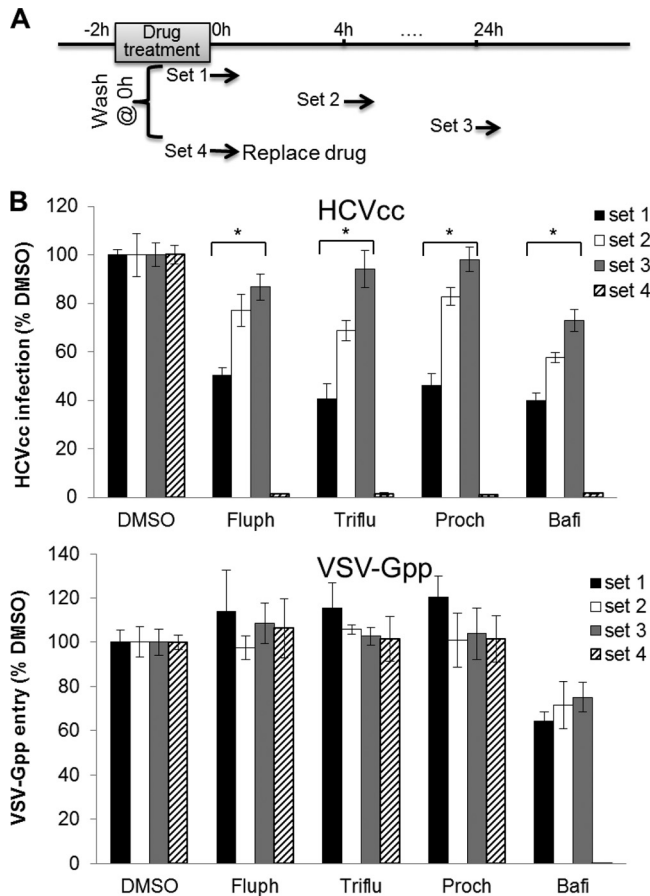 A
-2h
Drug
treatment
0h
4h
....
24h
Wash
@ 0h
Set 1
Set 2
Set 3
Set 4
Replace drug
B
HCVcc
HCVcc infection (% DMSO)
120
100
80
60
40
20
0
* * * *
set 1
set 2
set 3
set 4
DMSO Fluph Triflu Proch Bafi
VSV-Gpp
VSV-Gpp entry (% DMSO)
140
120
100
80
60
40
20
0
set 1
set 2
set 3
set 4
DMSO Fluph Triflu Proch Bafi